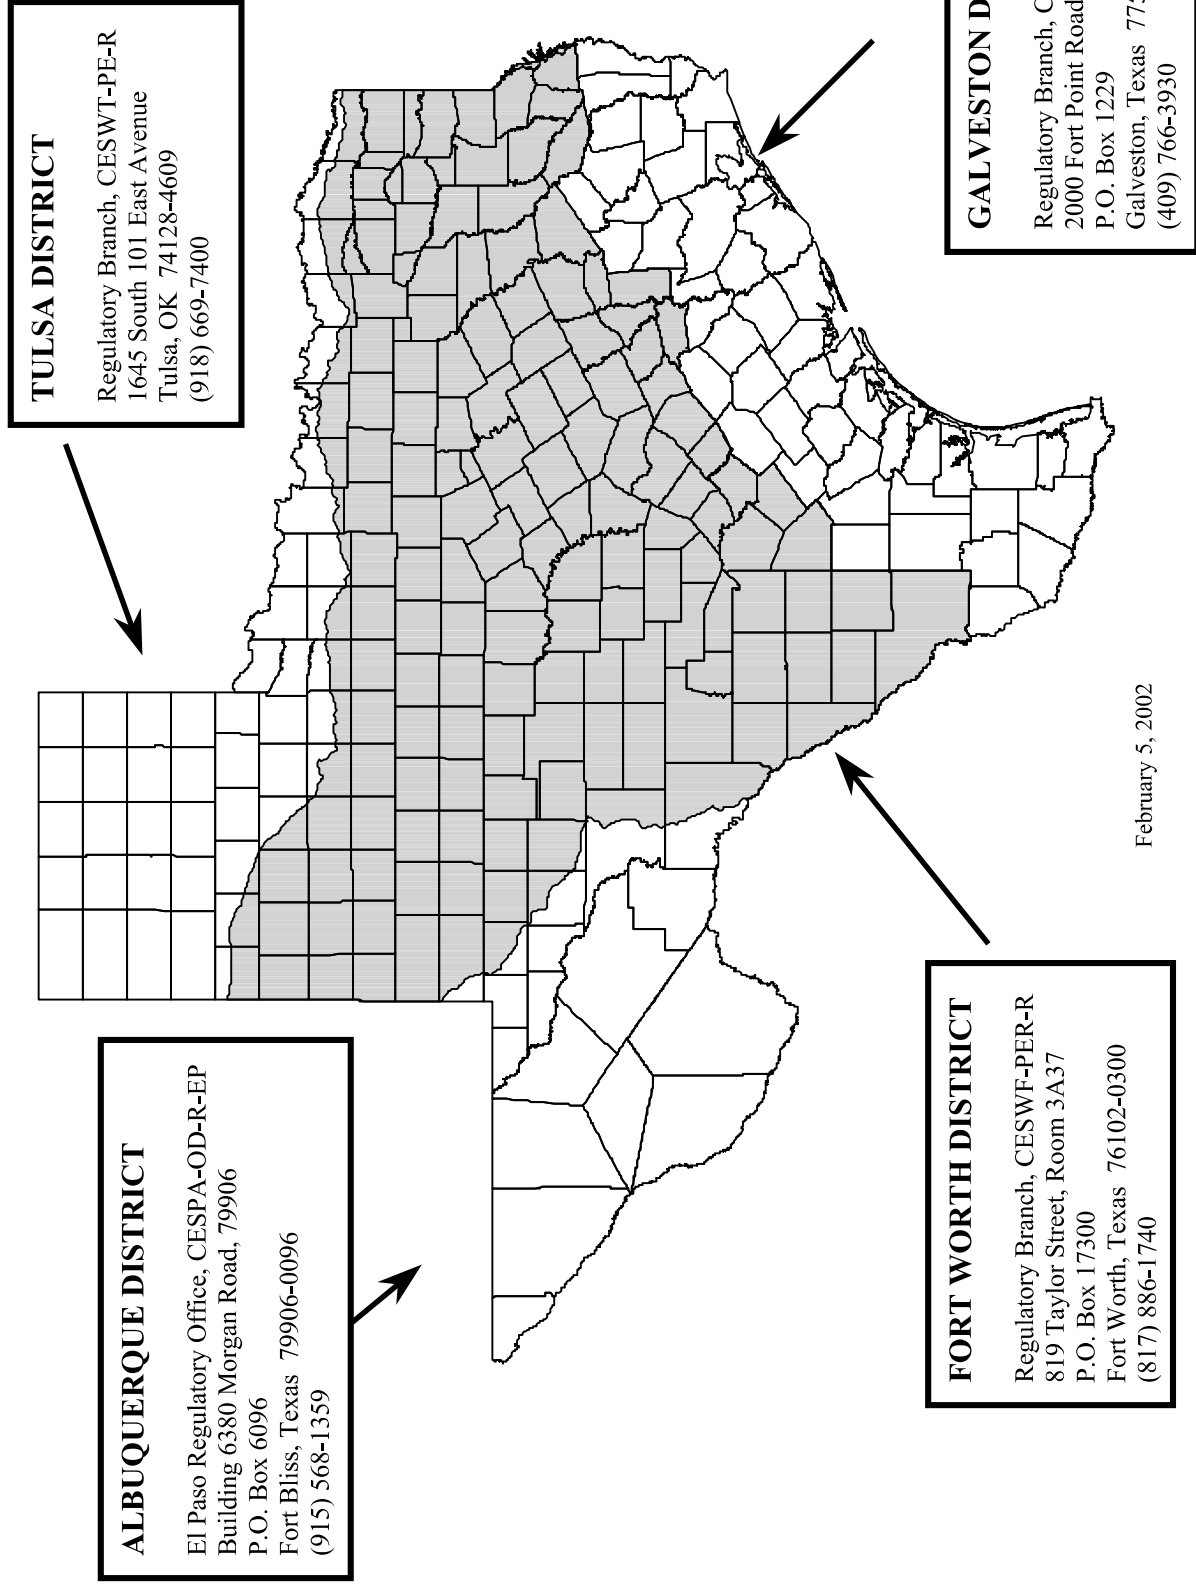 TULSA DISTRICT
Regulatory Branch, CESWT-PE-R
1645 South 101 East Avenue
Tulsa, OK 74128-4609
(918) 669-7400
ALBUQUERQUE DISTRICT
El Paso Regulatory Office, CESPA-OD-R-EP
Building 6380 Morgan Road, 79906
P.O. Box 6096
Fort Bliss, Texas 79906-0096
(915) 568-1359
GALVESTON D
Regulatory Branch, C
2000 Fort Point Road
P.O. Box 1229
Galveston, Texas 775
(409) 766-3930
FORT WORTH DISTRICT
Regulatory Branch, CESWF-PER-R
819 Taylor Street, Room 3A37
P.O. Box 17300
Fort Worth, Texas 76102-0300
(817) 886-1740
February 5, 2002